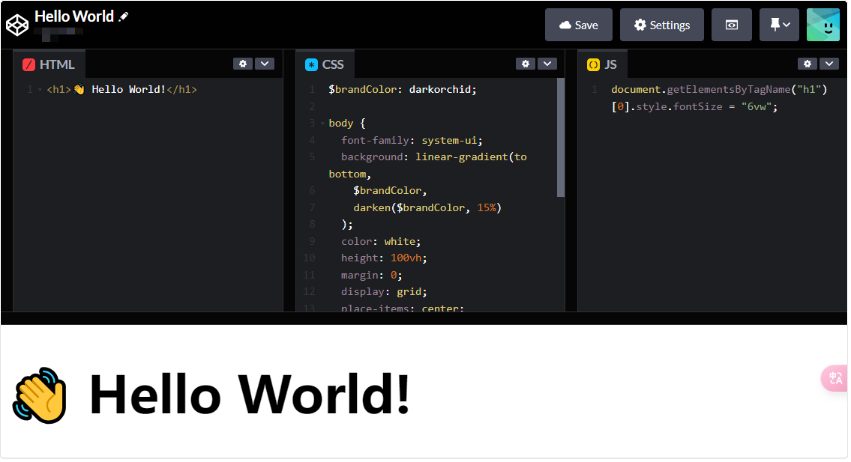 Hello World
Save
Settings
HTML
CSS
JS
1 <h1>👋 Hello World!</h1>
1 $brandColor: darkorchid;
2
3 body {
4 font-family: system-ui;
5 background: linear-gradient(to
bottom,
6 $brandColor,
7 darken($brandColor, 15%)
8 );
9 color: white;
10 height: 100vh;
11 margin: 0;
12 display: grid;
13 place-items: center;
1 document.getElementsByTagName("h1")
[0].style.fontSize = "6vw";
👋 Hello World!